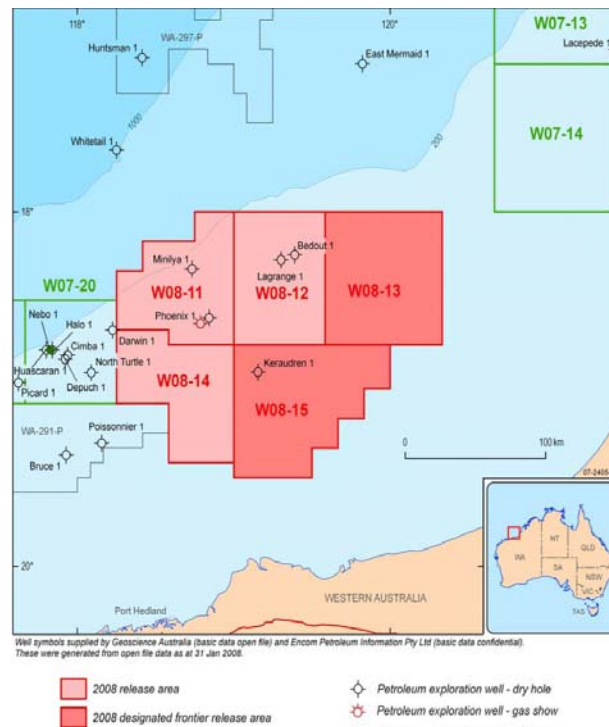 118°
120°
Huntsman 1
WA-297-P
East Mermaid 1
W07-13
Lacepede 1
1000
200
Whitetail 1
W07-14
18°
Bedout 1
Minilya 1
Lagrange 1
W07-20
W08-11
W08-12
W08-13
Nebo 1
Halo 1
Phoenix 1
Cimba 1
Darwin 1
Huascaran 1
North Turtle 1
Keraudren 1
Picard 1
Depuch 1
W08-14
W08-15
WA-291-P
Poissonnier 1
Bruce 1
0
100 km
20°
NT
QLD
WA
SA
NSW
VIC
TAS
Port Hedland
WESTERN AUSTRALIA
Well symbols supplied by Geoscience Australia (basic data open file) and Encom Petroleum Information Pty Ltd (basic data confidential).
These were generated from open file data as at 31 Jan 2008.
2008 release area
Petroleum exploration well - dry hole
2008 designated frontier release area
Petroleum exploration well - gas show